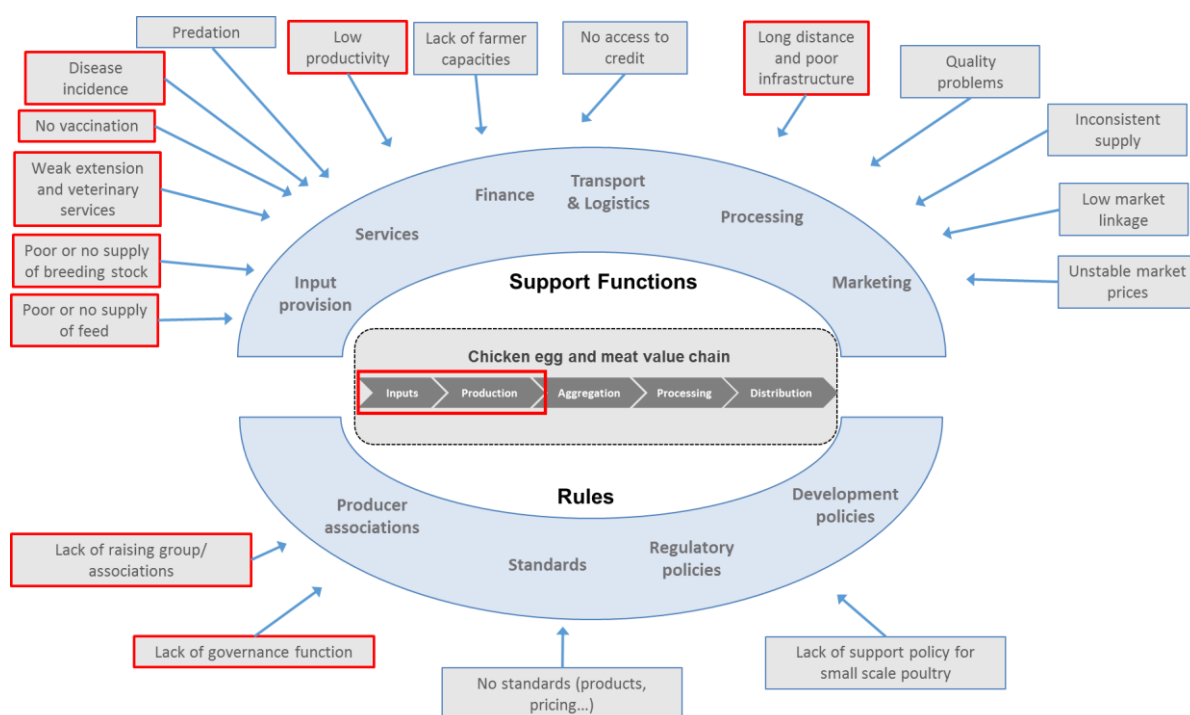 Predation
Low
productivity
Lack of farmer
capacities
No access to
credit
Long distance
and poor
infrastructure
Quality
problems
Disease
incidence
No vaccination
Inconsistent
supply
Weak extension
and veterinary
services
Low market
linkage
Poor or no supply
of breeding stock
Unstable market
prices
Poor or no supply
of feed
Input
provision
Services
Finance
Transport
& Logistics
Processing
Marketing
Support Functions
Chicken egg and meat value chain
Inputs
Production
Aggregation
Processing
Distribution
Rules
Producer
associations
Standards
Regulatory
policies
Development
policies
Lack of raising group/
associations
Lack of governance function
No standards (products,
pricing...)
Lack of support policy for
small scale poultry